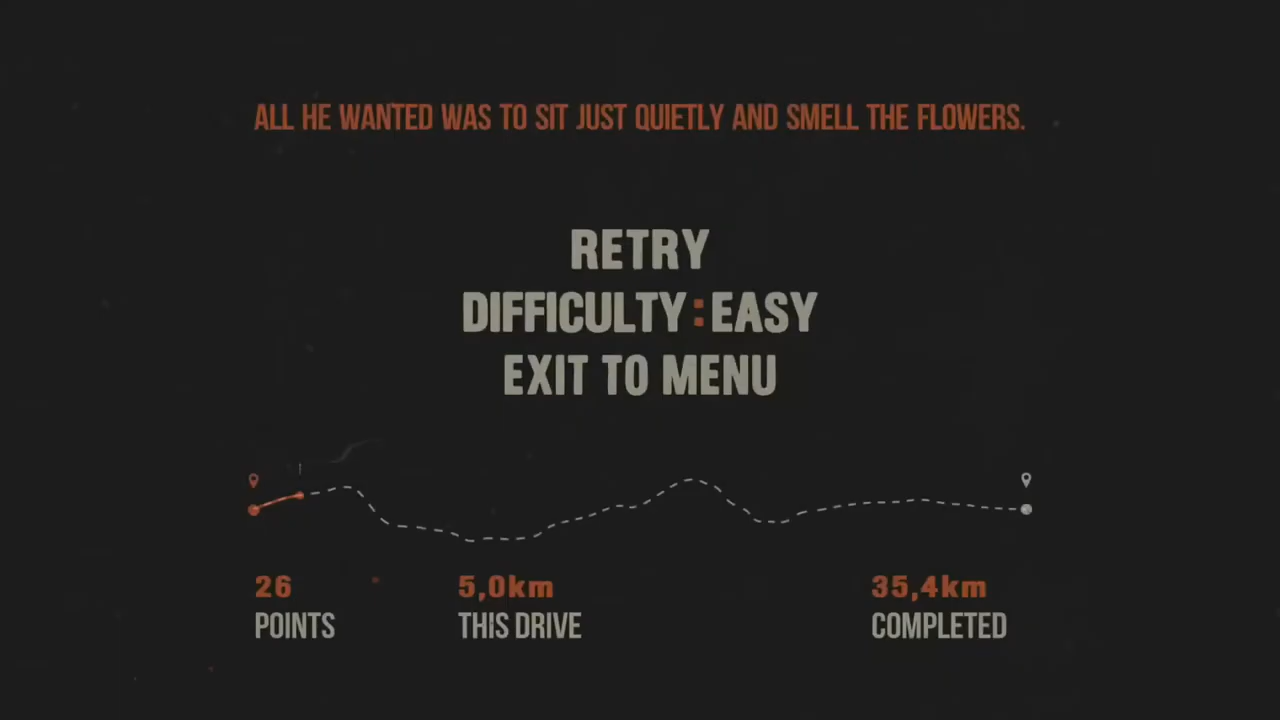 ALL HE WANTED WAS TO SIT JUST QUIETLY AND SMELL THE FLOWERS.
RETRY
DIFFICULTY:EASY
EXIT TO MENU
26
POINTS
5,0km
THIS DRIVE
35,4km
COMPLETED